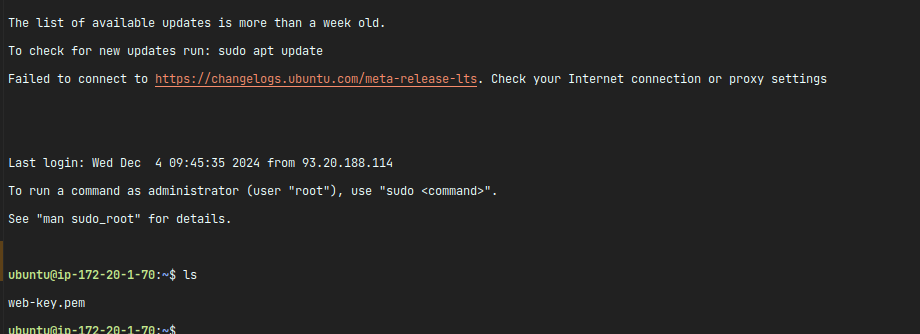 The list of available updates is more than a week old.
To check for new updates run: sudo apt update
Failed to connect to https://changelogs.ubuntu.com/meta-release-lts. Check your Internet connection or proxy settings
Last login: Wed Dec  4 09:45:35 2024 from 93.20.188.114
To run a command as administrator (user "root"), use "sudo <command>".
See "man sudo_root" for details.
ubuntu@ip-172-20-1-70:~$ ls
web-key.pem
ubuntu@ip-172-20-1-70:~$